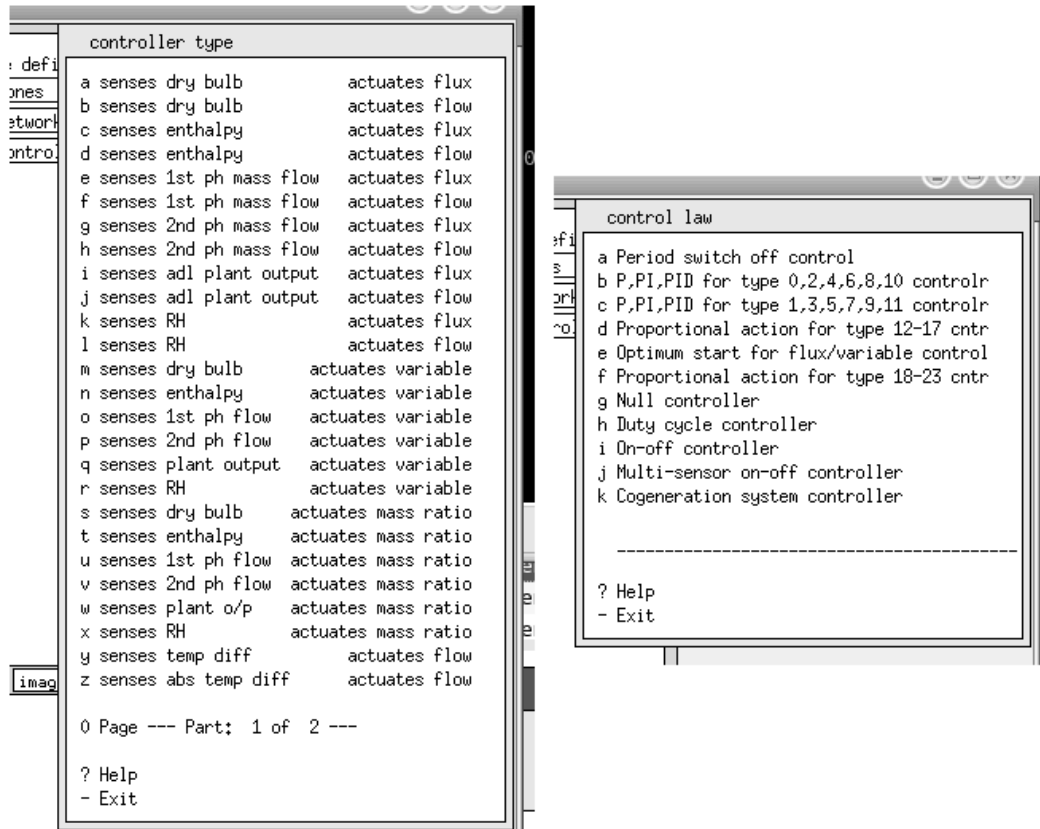 controller type
defi
ones
etwork
ontrol
a senses dry bulb actuates flux
b senses dry bulb actuates flow
c senses enthalpy actuates flux
d senses enthalpy actuates flow
e senses 1st ph mass flow actuates flux
f senses 1st ph mass flow actuates flow
g senses 2nd ph mass flow actuates flux
h senses 2nd ph mass flow actuates flow
i senses adl plant output actuates flux
j senses adl plant output actuates flow
k senses RH actuates flux
l senses RH actuates flow
m senses dry bulb actuates variable
n senses enthalpy actuates variable
o senses 1st ph flow actuates variable
p senses 2nd ph flow actuates variable
q senses plant output actuates variable
r senses RH actuates variable
s senses dry bulb actuates mass ratio
t senses enthalpy actuates mass ratio
u senses 1st ph flow actuates mass ratio
v senses 2nd ph flow actuates mass ratio
w senses plant o/p actuates mass ratio
x senses RH actuates mass ratio
y senses temp diff actuates flow
z senses abs temp diff actuates flow
imag
0 Page --- Part: 1 of 2 ---
? Help
- Exit
control law
a Period switch off control
b P,PI,PID for type 0,2,4,6,8,10 controlr
c P,PI,PID for type 1,3,5,7,9,11 controlr
d Proportional action for type 12-17 cntr
e Optimum start for flux/variable control
f Proportional action for type 18-23 cntr
g Null controller
h Duty cycle controller
i On-off controller
j Multi-sensor on-off controller
k Cogeneration system controller
? Help
- Exit